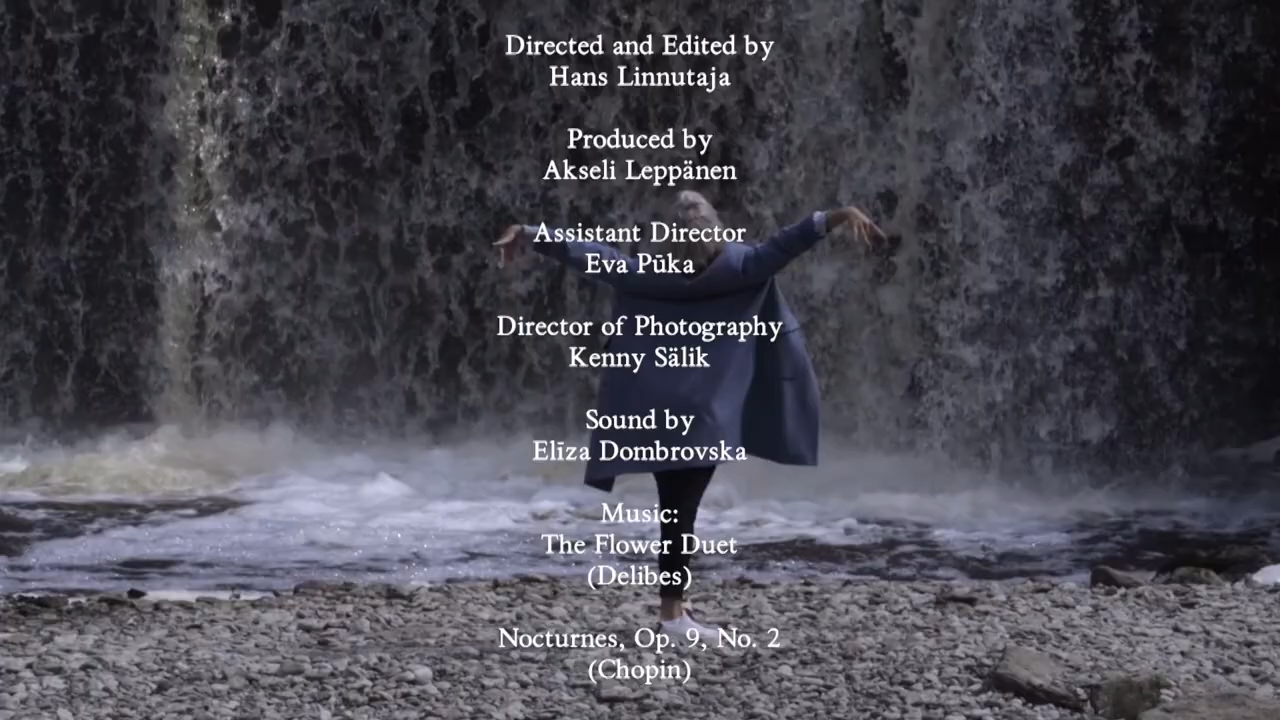 Directed and Edited by
Hans Linnutaja
Produced by
Akseli Leppänen
Assistant Director
Eva Pūka
Director of Photography
Kenny Sälik
Sound by
Elīza Dombrovska
Music:
The Flower Duet
(Delibes)
Nocturnes, Op. 9, No. 2
(Chopin)